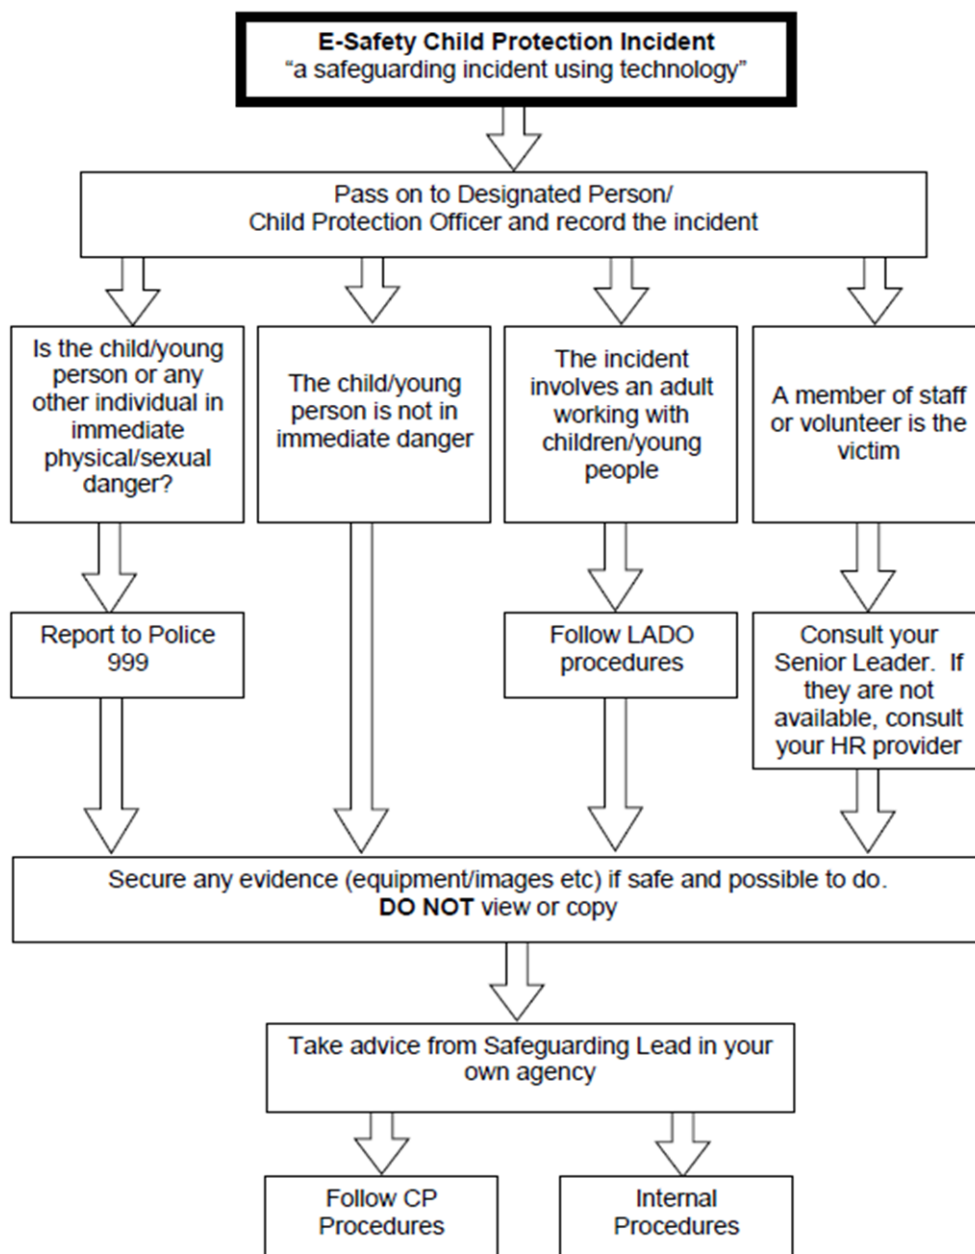 E-Safety Child Protection Incident
“a safeguarding incident using technology”
Pass on to Designated Person/
Child Protection Officer and record the incident
Is the child/young
person or any
other individual in
immediate
physical/sexual
danger?
The child/young
person is not in
immediate danger
The incident
involves an adult
working with
children/young
people
A member of staff
or volunteer is the
victim
Report to Police
999
Follow LADO
procedures
Consult your
Senior Leader.  If
they are not
available, consult
your HR provider
Secure any evidence (equipment/images etc) if safe and possible to do.
DO NOT view or copy
Take advice from Safeguarding Lead in your
own agency
Follow CP
Procedures
Internal
Procedures